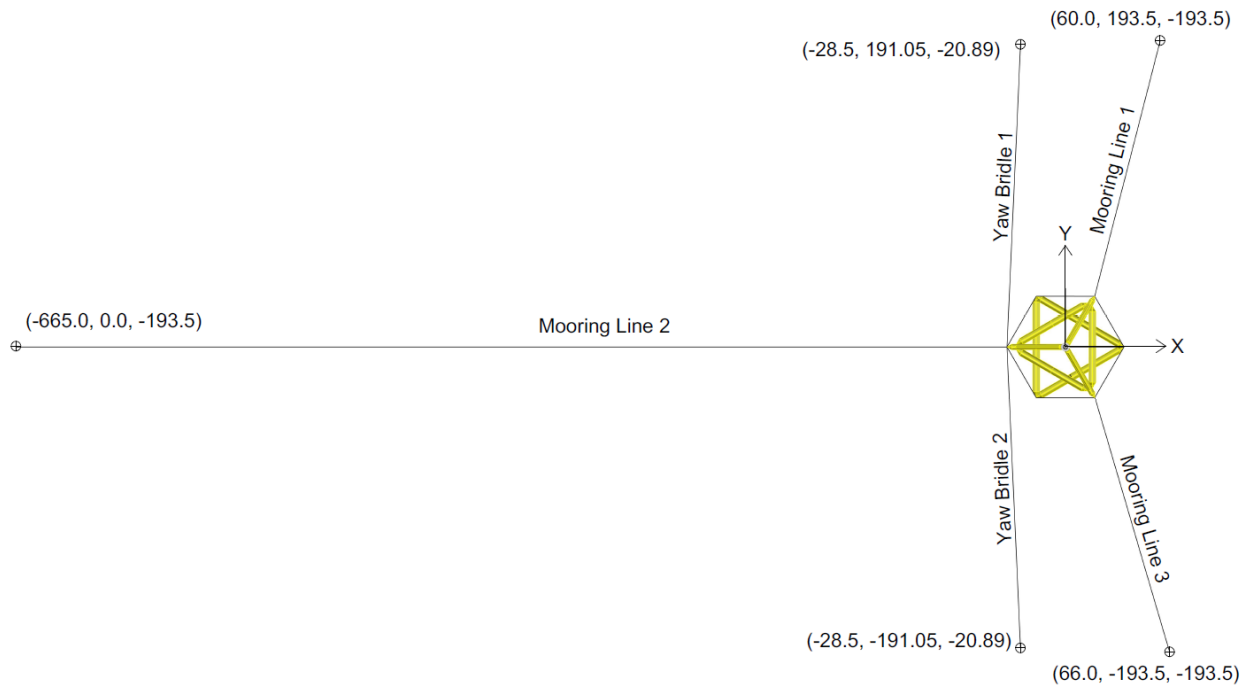 (60.0, 193.5, -193.5)
(-28.5, 191.05, -20.89)
Yaw Bridle 1
Mooring Line 1
Y
(-665.0, 0.0, -193.5)
Mooring Line 2
X
Yaw Bridle 2
Mooring Line 3
(-28.5, -191.05, -20.89)
(66.0, -193.5, -193.5)